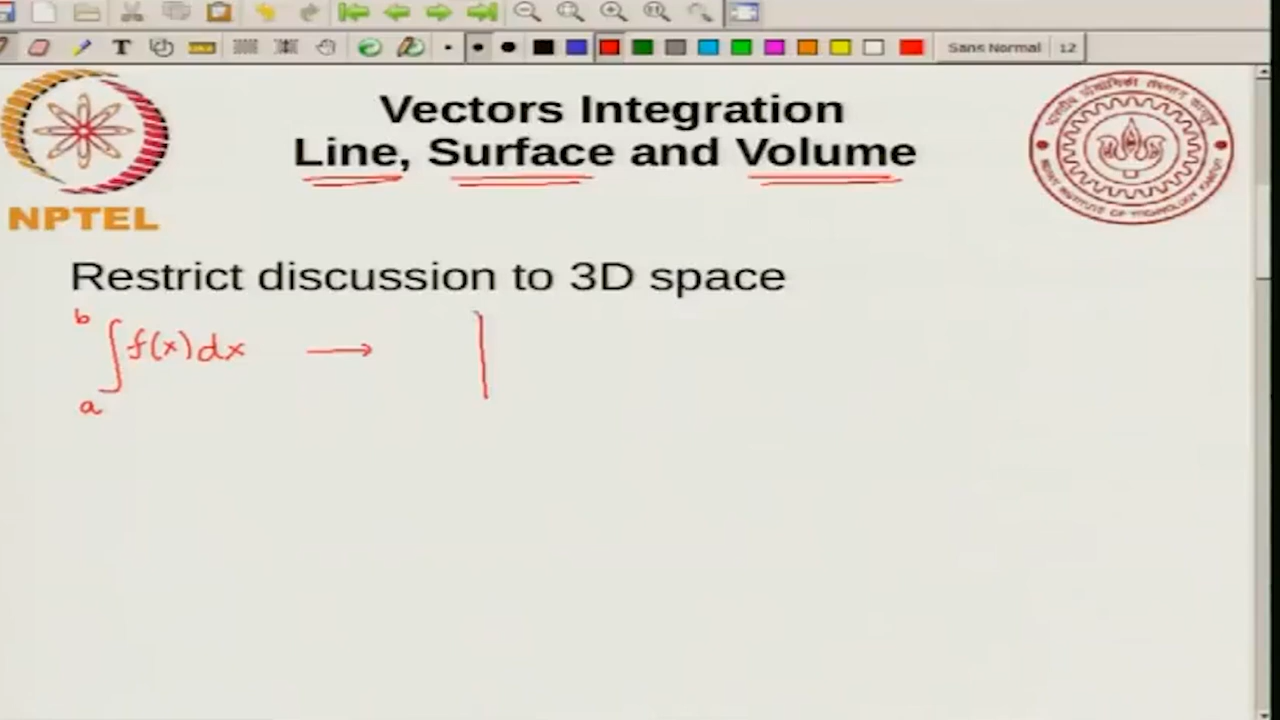 T Sans Normal 12
Vectors Integration
Line, Surface and Volume
NPTEL
Restrict discussion to 3D space
b
∫f(x)dx →
a